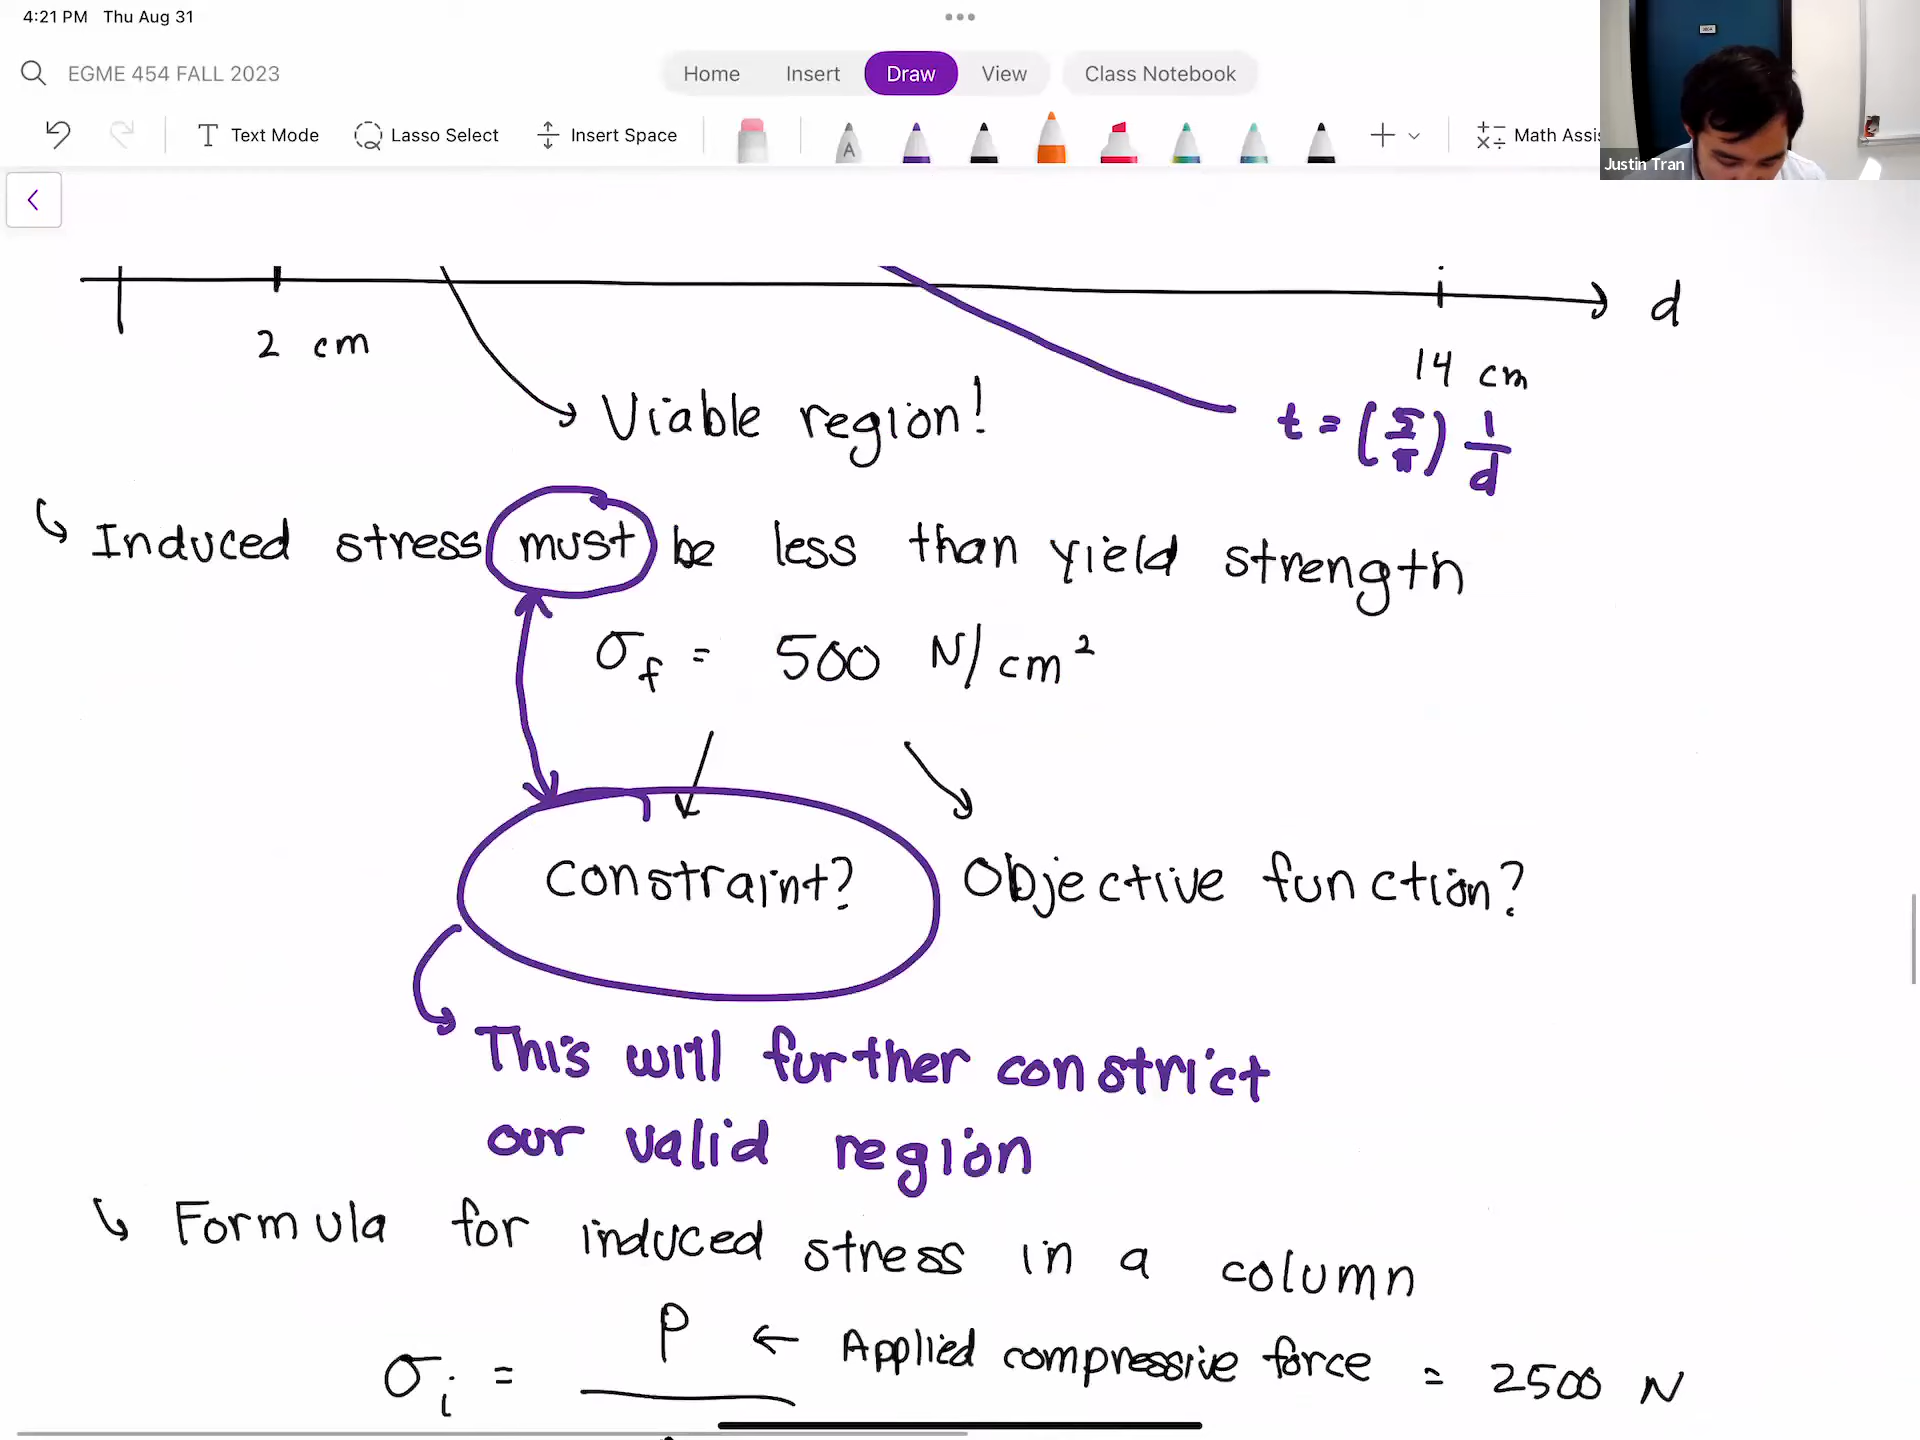 4:21 PM Thu Aug 31
EGME 454 FALL 2023
Home Insert Draw View Class Notebook
Text Mode Lasso Select Insert Space A Math Assis
Justin Tran
d
2 cm
14 cm
Viable region!
t = (5/π) 1/d
Induced stress must be less than yield strength
σf = 500 N/cm²
Constraint? Objective function?
This will further constrict
our valid region
Formula for induced stress in a column
P ← Applied compressive force = 2500 N
σi =